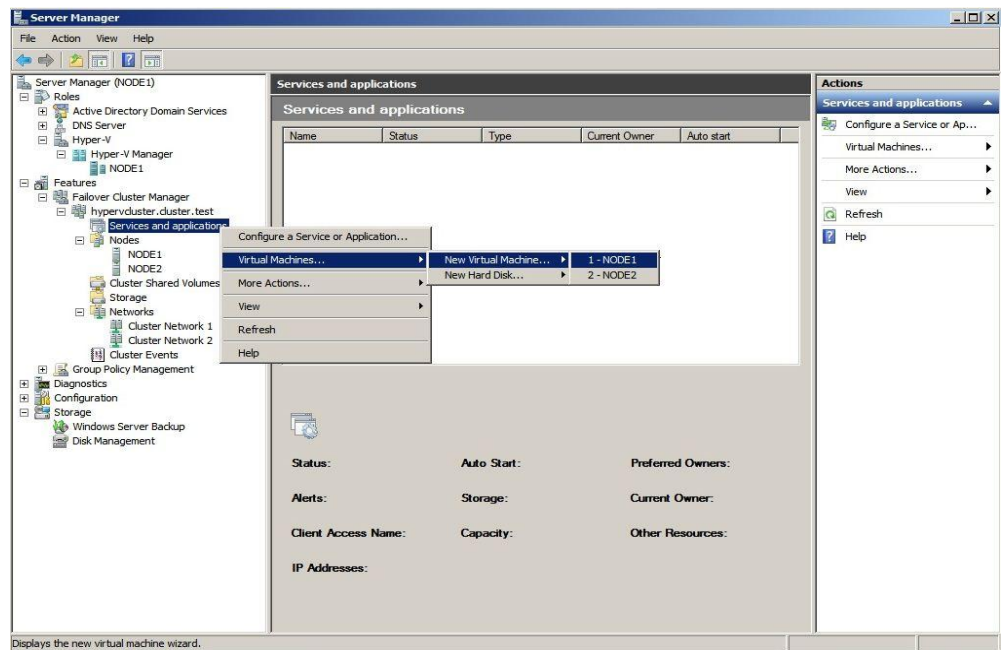 Server Manager
File Action View Help
Server Manager (NODE1)
Roles
Active Directory Domain Services
DNS Server
Hyper-V
Hyper-V Manager
NODE1
Features
Failover Cluster Manager
hypervcluster.cluster.test
Services and applications
Nodes
NODE1
NODE2
Cluster Shared Volumes
Storage
Networks
Cluster Network 1
Cluster Network 2
Cluster Events
Group Policy Management
Diagnostics
Configuration
Storage
Windows Server Backup
Disk Management
Services and applications
Services and applications
Name Status Type Current Owner Auto start
Configure a Service or Application...
Virtual Machines...
More Actions...
View
Refresh
Help
New Virtual Machine...
New Hard Disk...
1 - NODE1
2 - NODE2
Status: Auto Start: Preferred Owners:
Alerts: Storage: Current Owner:
Client Access Name: Capacity: Other Resources:
IP Addresses:
Actions
Services and applications
Configure a Service or Ap...
Virtual Machines...
More Actions...
View
Refresh
Help
Displays the new virtual machine wizard.